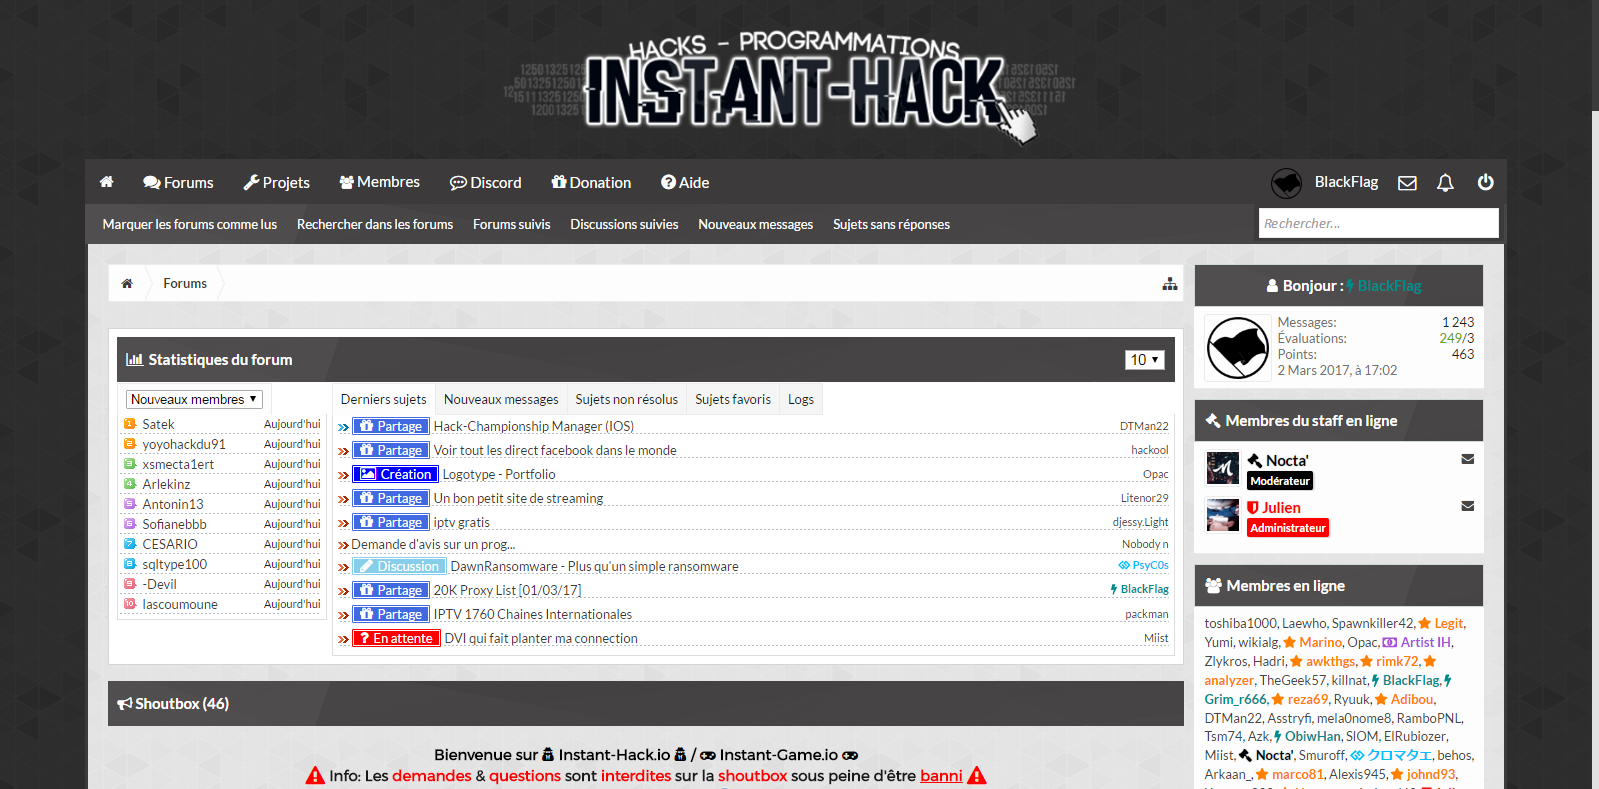 HACKS - PROGRAMMATIONS
INSTANT-HACK
Forums Projets Membres Discord Donation Aide BlackFlag
Marquer les forums comme lus Rechercher dans les forums Forums suivis Discussions suivies Nouveaux messages Sujets sans réponses Rechercher...
Forums
Statistiques du forum 10
Nouveaux membres
1 Satek Aujourd'hui
2 yoyohackdu91 Aujourd'hui
3 xsmecta1ert Aujourd'hui
4 Arlekinz Aujourd'hui
5 Antonin13 Aujourd'hui
6 Sofianebbb Aujourd'hui
7 CESARIO Aujourd'hui
8 sqltype100 Aujourd'hui
9 -Devil Aujourd'hui
10 lascoumoune Aujourd'hui
Derniers sujets Nouveaux messages Sujets non résolus Sujets favoris Logs
Partage Hack-Championship Manager (IOS) DTMan22
Partage Voir tout les direct facebook dans le monde hackool
Création Logotype - Portfolio Opac
Partage Un bon petit site de streaming Litenor29
Partage iptv gratis djessy.Light
Demande d'avis sur un prog... Nobody n
Discussion DawnRansomware - Plus qu'un simple ransomware PsyC0s
Partage 20K Proxy List [01/03/17] BlackFlag
Partage IPTV 1760 Chaines Internationales packman
En attente DVI qui fait planter ma connection Miist
Shoutbox (46)
Bienvenue sur Instant-Hack.io / Instant-Game.io
Info: Les demandes & questions sont interdites sur la shoutbox sous peine d'être banni
Bonjour : BlackFlag
Messages: 1 243
Évaluations: 249/3
Points: 463
2 Mars 2017, à 17:02
Membres du staff en ligne
Nocta'
Modérateur
Julien
Administrateur
Membres en ligne
toshiba1000, Laewho, Spawnkiller42, Legit,
Yumi, wikialg, Marino, Opac, Artist IH,
Zlykros, Hadri, awkthgs, rimk72,
analyzer, TheGeek57, killnat, BlackFlag,
Grim_r666, reza69, Ryuuk, Adibou,
DTMan22, Asstryfi, mela0nome8, RamboPNL,
Tsm74, Azk, ObiwHan, SIOM, ElRubiozer,
Miist, Nocta', Smuroff, クロマタエ, behos,
Arkaan_, marco81, Alexis945, johnd93,